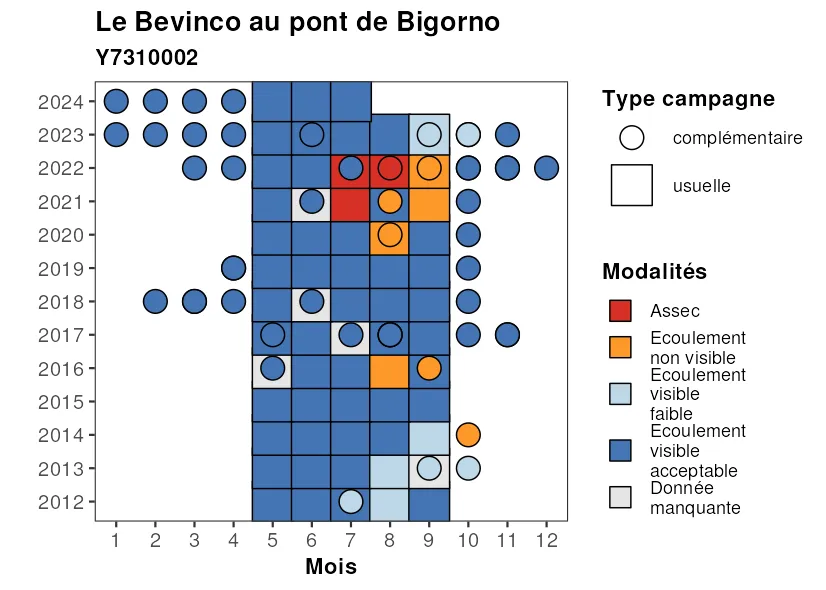 Le Bevinco au pont de Bigorno
Y7310002
2024
2023
2022
2021
2020
2019
2018
2017
2016
2015
2014
2013
2012
1 2 3 4 5 6 7 8 9 10 11 12
Mois
Type campagne
complémentaire
usuelle
Modalités
Assec
Ecoulement
non visible
Ecoulement
visible
faible
Ecoulement
visible
acceptable
Donnée
manquante